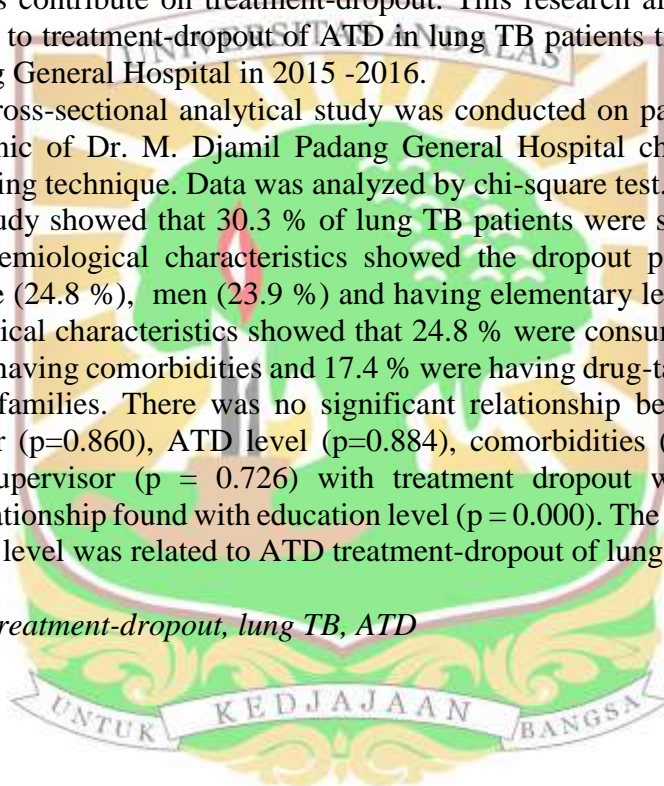 s contribute on treatment-dropout. This research a
to treatment-dropout of ATD in lung TB patients t
UNIVERSITAS ANDALAS
g General Hospital in 2015 -2016.
ross-sectional analytical study was conducted on pa
nic of Dr. M. Djamil Padang General Hospital ch
ing technique. Data was analyzed by chi-square test.
udy showed that 30.3 % of lung TB patients were s
emiological characteristics showed the dropout p
e (24.8 %), men (23.9 %) and having elementary le
ical characteristics showed that 24.8 % were consu
having comorbidities and 17.4 % were having drug-ta
families. There was no significant relationship be
r (p=0.860), ATD level (p=0.884), comorbidities (
upervisor (p = 0.726) with treatment dropout w
ationship found with education level (p = 0.000). The
level was related to ATD treatment-dropout of lung
reatment-dropout, lung TB, ATD
UNTUK KEDJAJAAN BANGSA